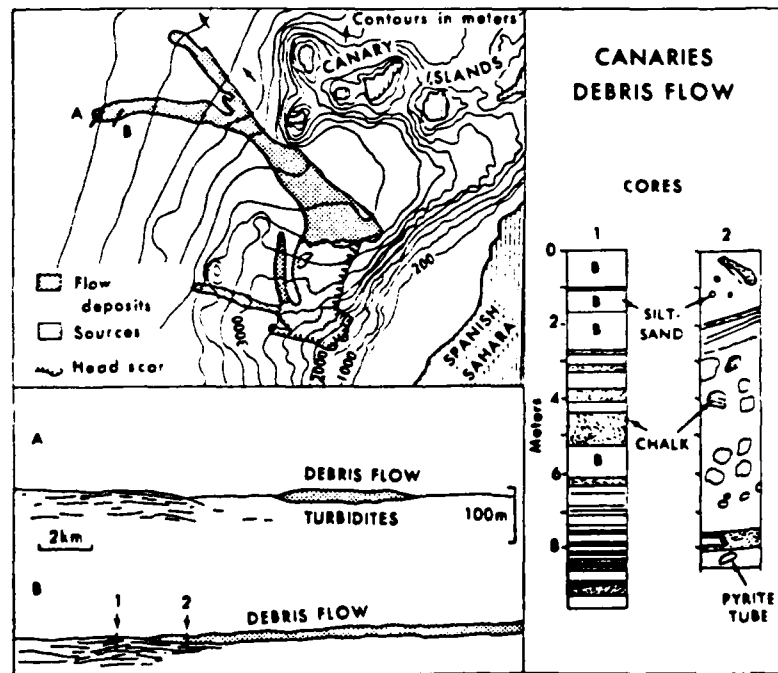 Contours in meters
CANARY
ISLANDS
A
B
200
3000
2000
1000
SPANISH
SAHARA
Flow
deposits
Sources
Head scar
A
DEBRIS FLOW
TURBIDITES
100m
2km
B
1
2
DEBRIS FLOW
CANARIES
DEBRIS FLOW
CORES
1
2
0
2
4
6
8
Meters
B
B
B
B
SILT-
SAND
CHALK
PYRITE
TUBE